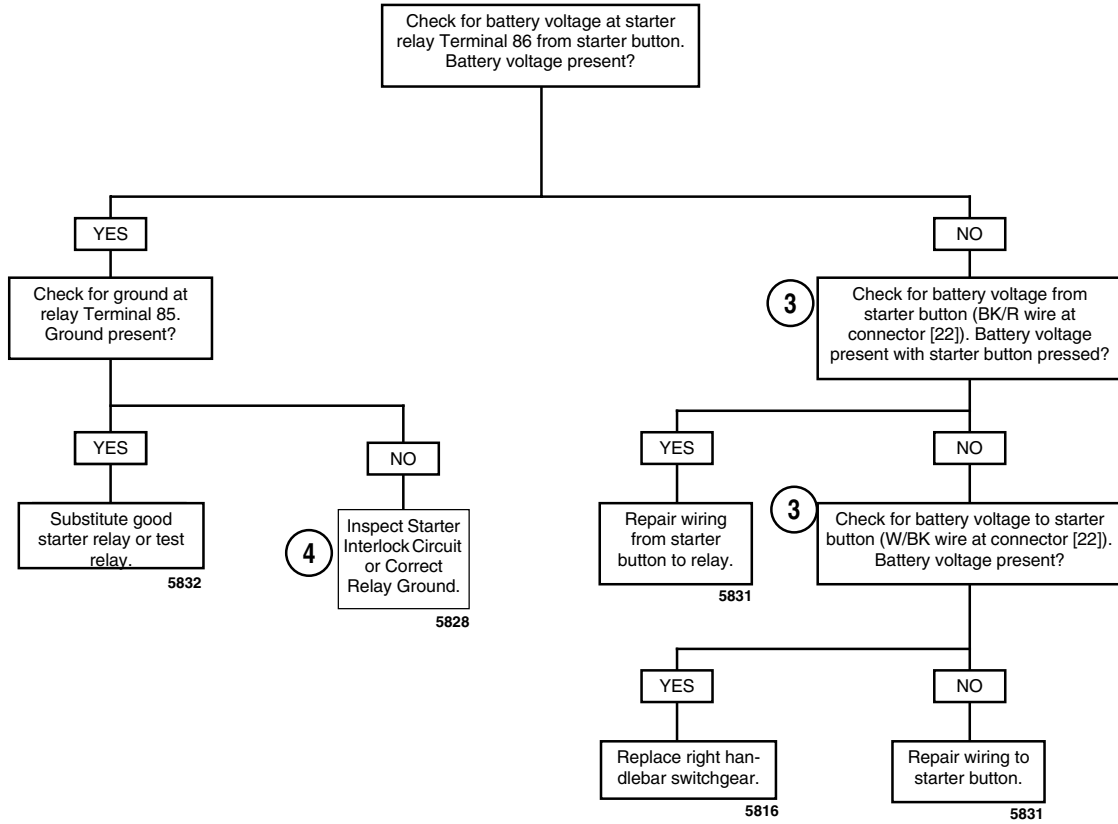 Check for battery voltage at starter
relay Terminal 86 from starter button.
Battery voltage present?
YES
NO
Check for ground at
relay Terminal 85.
Ground present?
3
Check for battery voltage from
starter button (BK/R wire at
connector [22]). Battery voltage
present with starter button pressed?
YES
NO
YES
NO
Substitute good
starter relay or test
relay.
5832
4
Inspect Starter
Interlock Circuit
or Correct
Relay Ground.
5828
Repair wiring
from starter
button to relay.
5831
3
Check for battery voltage to starter
button (W/BK wire at connector [22]).
Battery voltage present?
YES
NO
Replace right han-
dlebar switchgear.
5816
Repair wiring to
starter button.
5831